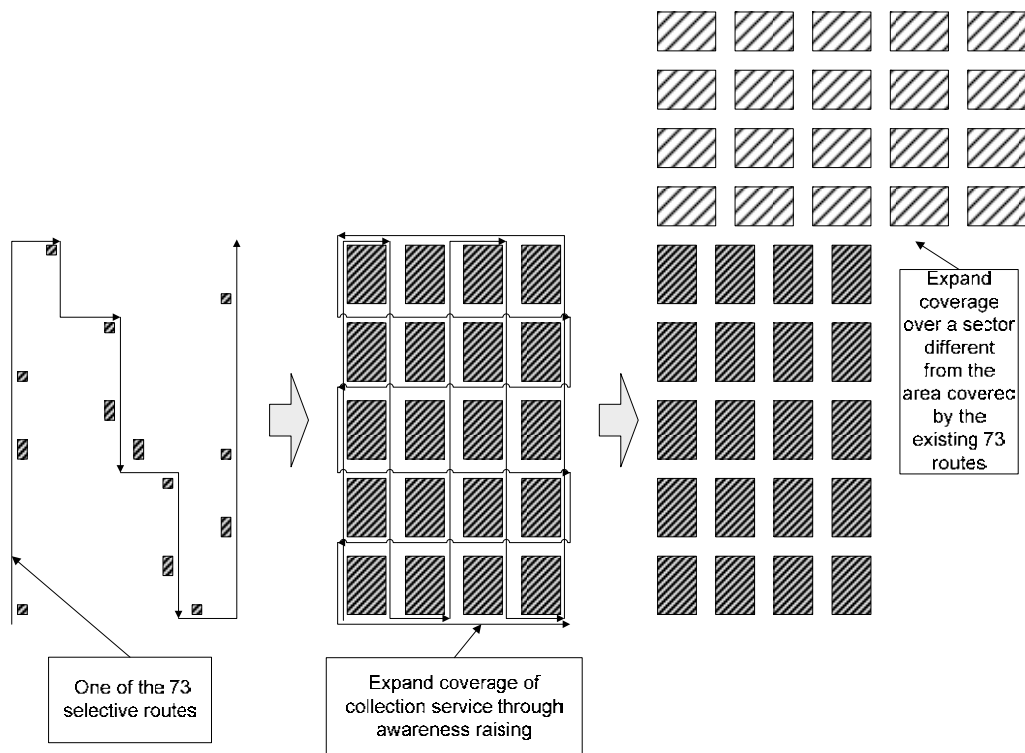 One of the 73
selective routes
Expand coverage of
collection service through
awareness raising
Expand
coverage
over a sector
different
from the
area covered
by the
existing 73
routes